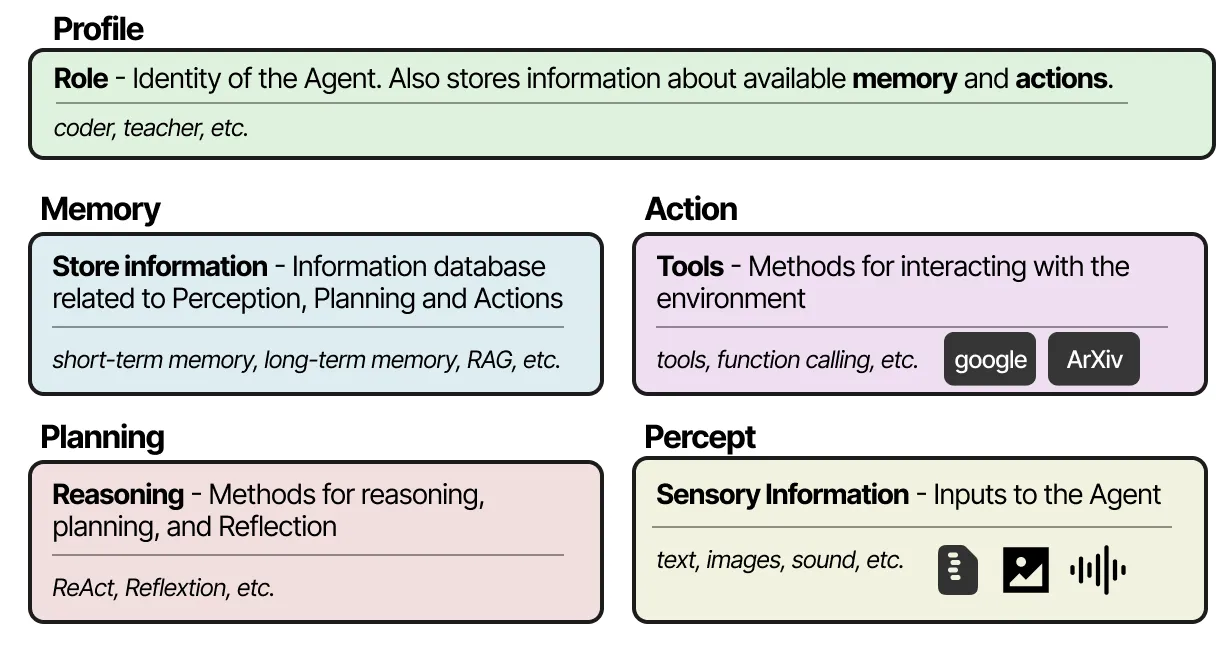 Profile
Role - Identity of the Agent. Also stores information about available memory and actions.
coder, teacher, etc.
Memory
Store information - Information database
related to Perception, Planning and Actions
short-term memory, long-term memory, RAG, etc.
Action
Tools - Methods for interacting with the
environment
tools, function calling, etc. google ArXiv
Planning
Reasoning - Methods for reasoning,
planning, and Reflection
ReAct, Reflextion, etc.
Percept
Sensory Information - Inputs to the Agent
text, images, sound, etc.